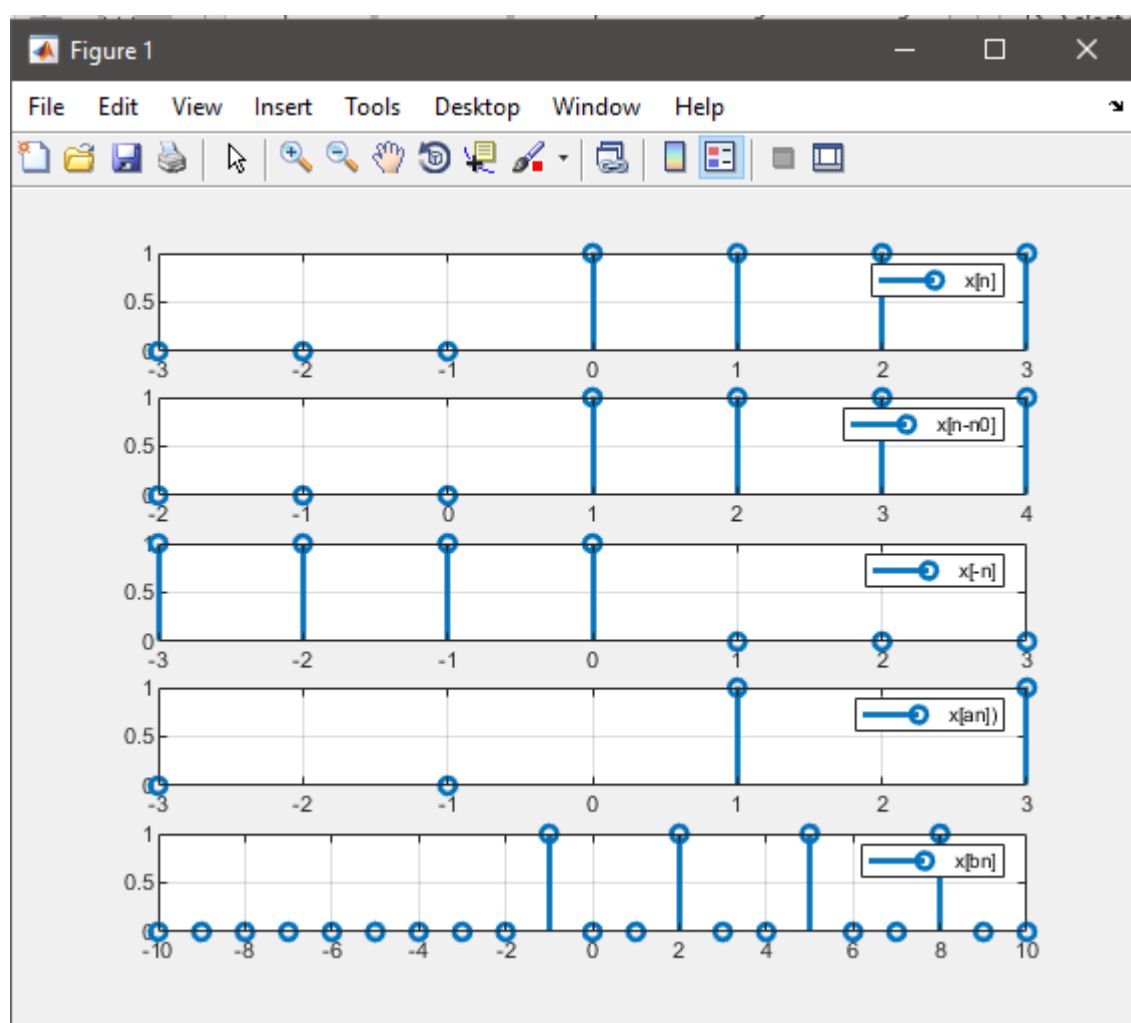 Figure 1
File Edit View Insert Tools Desktop Window Help
1
x[n]
0.5
0
-3 -2 -1 0 1 2 3
1
x[n-n0]
0.5
0
-2 -1 0 1 2 3 4
1
x[-n]
0.5
0
-3 -2 -1 0 1 2 3
1
x[an])
0.5
0
-3 -2 -1 0 1 2 3
1
x[bn]
0.5
0
-10 -8 -6 -4 -2 0 2 4 6 8 10